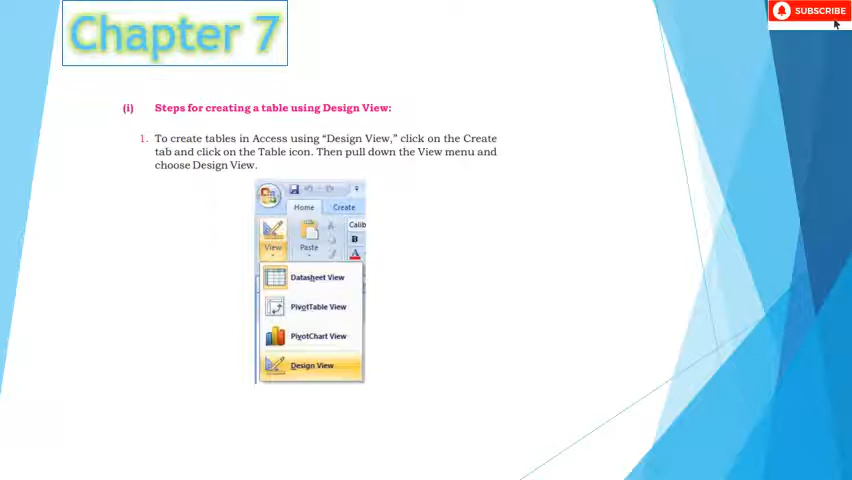 Chapter 7
SUBSCRIBE
(i) Steps for creating a table using Design View:
1. To create tables in Access using “Design View,” click on the Create
tab and click on the Table icon. Then pull down the View menu and
choose Design View.
Home Create
View Paste Calib
B
A
Datasheet View
PivotTable View
PivotChart View
Design View